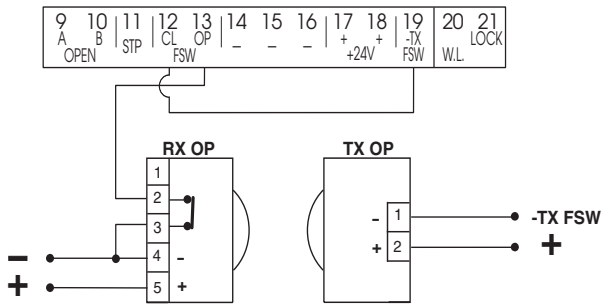 9 10 11 12 13 14 15 16 17 18 19 20 21
A B STP CL OP – – – + + -TX LOCK
OPEN FSW +24V FSW W.L.
RX OP TX OP
1
2
3
4 -
5 +
- 1
+ 2
-TX FSW
+
-
+